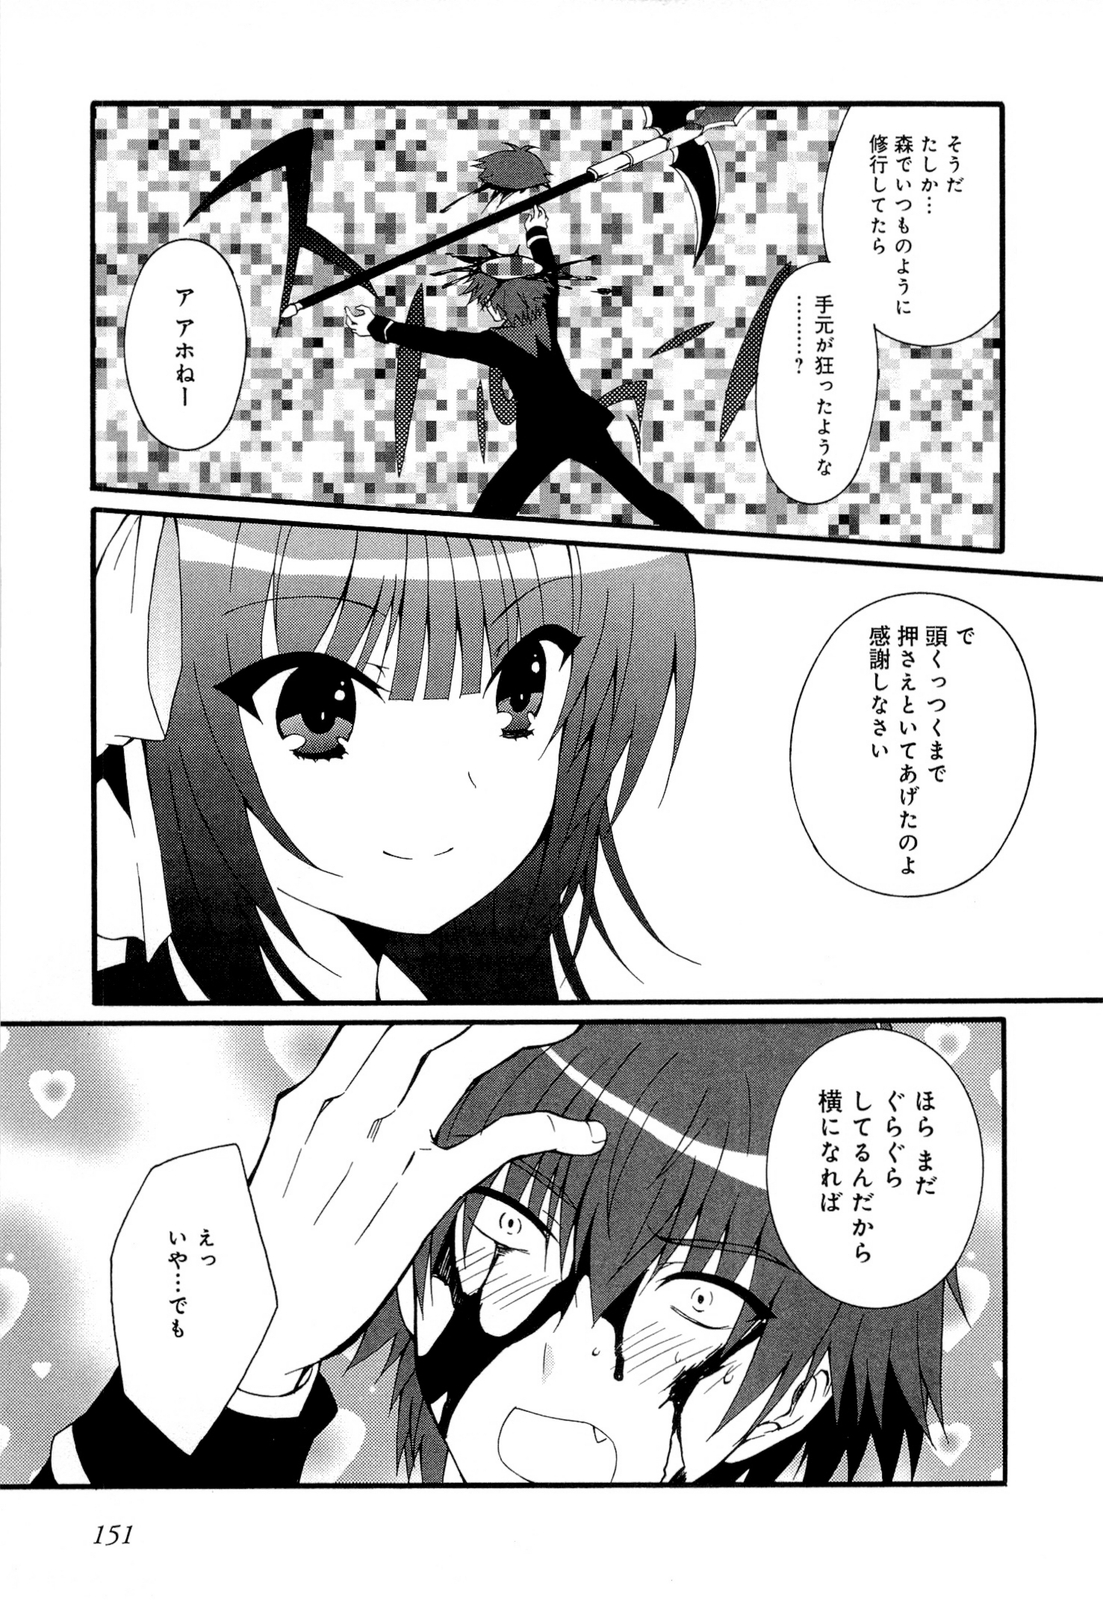 そうだ
たしか…
森でいつものように
修行してたら
手元が狂ったような
………?
アアホねー
で
頭くっつくまで
押さえといてあげたのよ
感謝しなさい
ほら まだ
ぐらぐら
してるんだから
横になれば
えっ
いや…でも
151